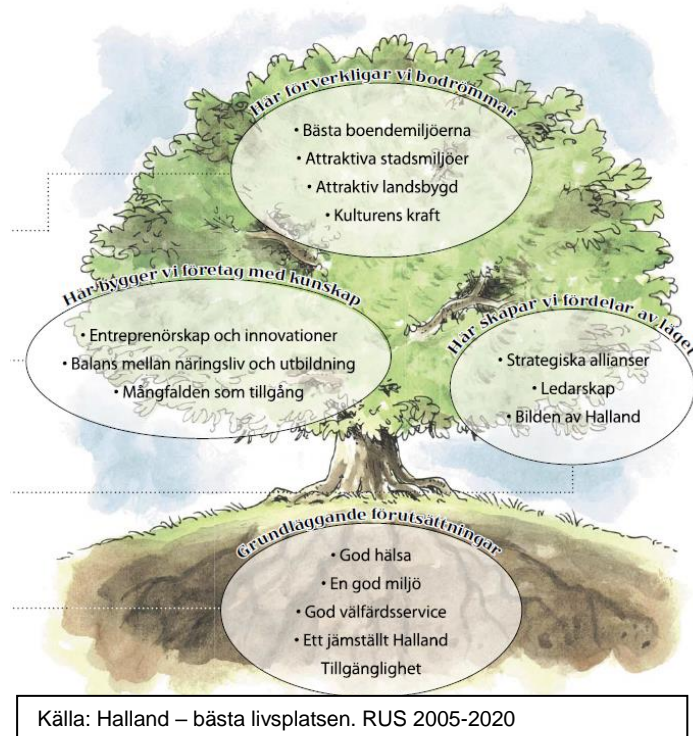 Här förverkligar vi bodrömmar
• Bästa boendemiljöerna
• Attraktiva stadsmiljöer
• Attraktiv landsbygd
• Kulturens kraft
Här bygger vi företag med kunskap
• Entreprenörskap och innovationer
• Balans mellan näringsliv och utbildning
• Mångfalden som tillgång
Här skapar vi fördelar av läget
• Strategiska allianser
• Ledarskap
• Bilden av Halland
Grundläggande förutsättningar
• God hälsa
• En god miljö
• God välfärdsservice
• Ett jämställt Halland
Tillgänglighet
Källa: Halland – bästa livsplatsen. RUS 2005-2020